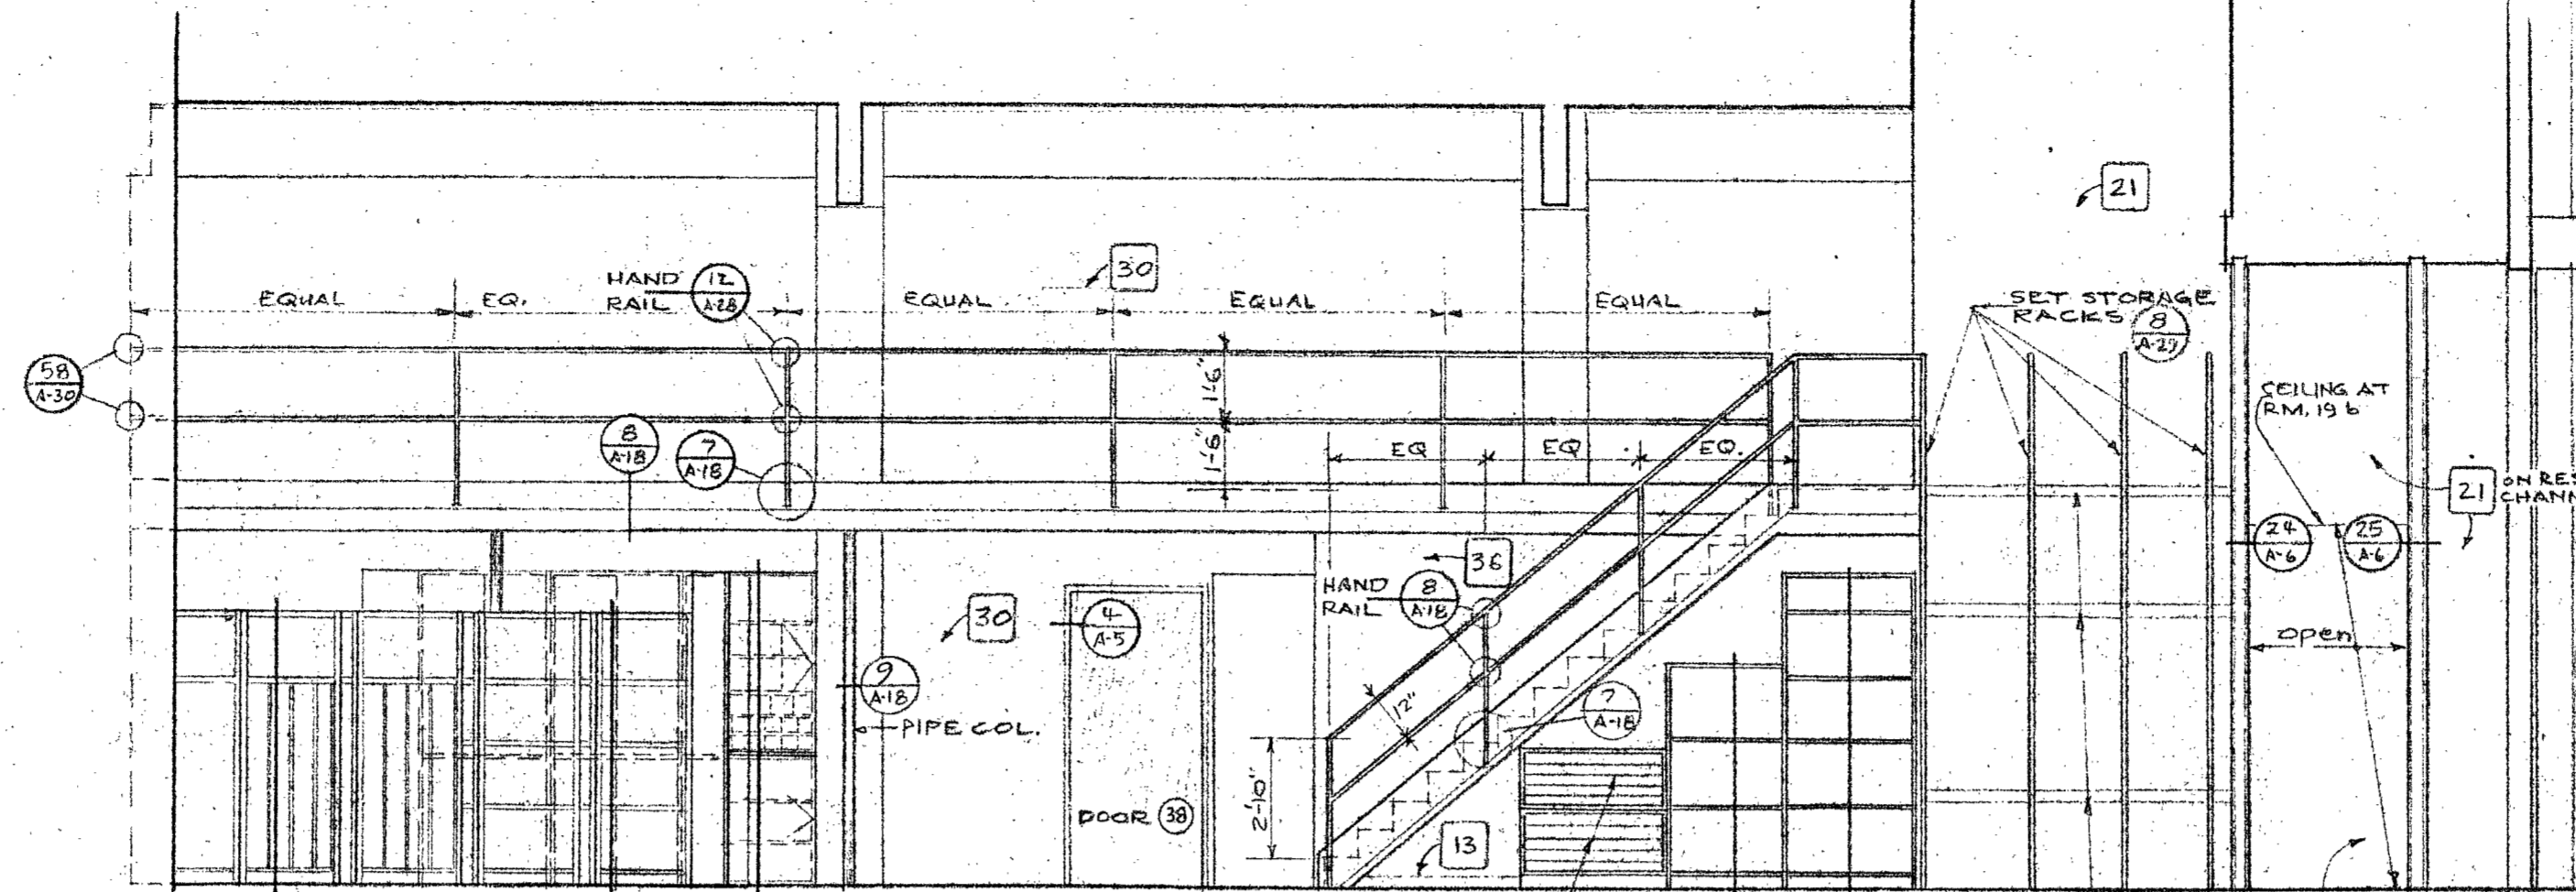 21
30
EQUAL
EQ.
HAND
RAIL
12
A-28
EQUAL
EQUAL
EQUAL
SET STORAGE
RACKS
8
A-29
58
A-30
1'-6"
CEILING AT
RM. 19 b
8
A-18
7
A-18
1'-6"
EQ
EQ
EQ.
21
24
A-6
25
A-6
36
HAND
RAIL
8
A-18
30
4
A-5
open
9
A-18
PIPE COL.
12"
7
A-18
DOOR 38
2'-10"
13